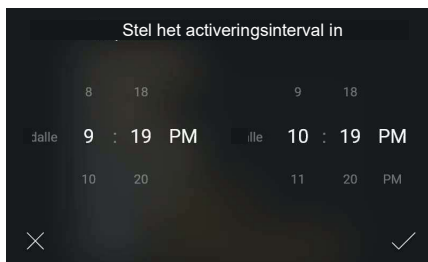 Stel het activeringsinterval in
8 18 9 18
dalle 9 : 19 PM alle 10 : 19 PM
10 20 11 20 PM